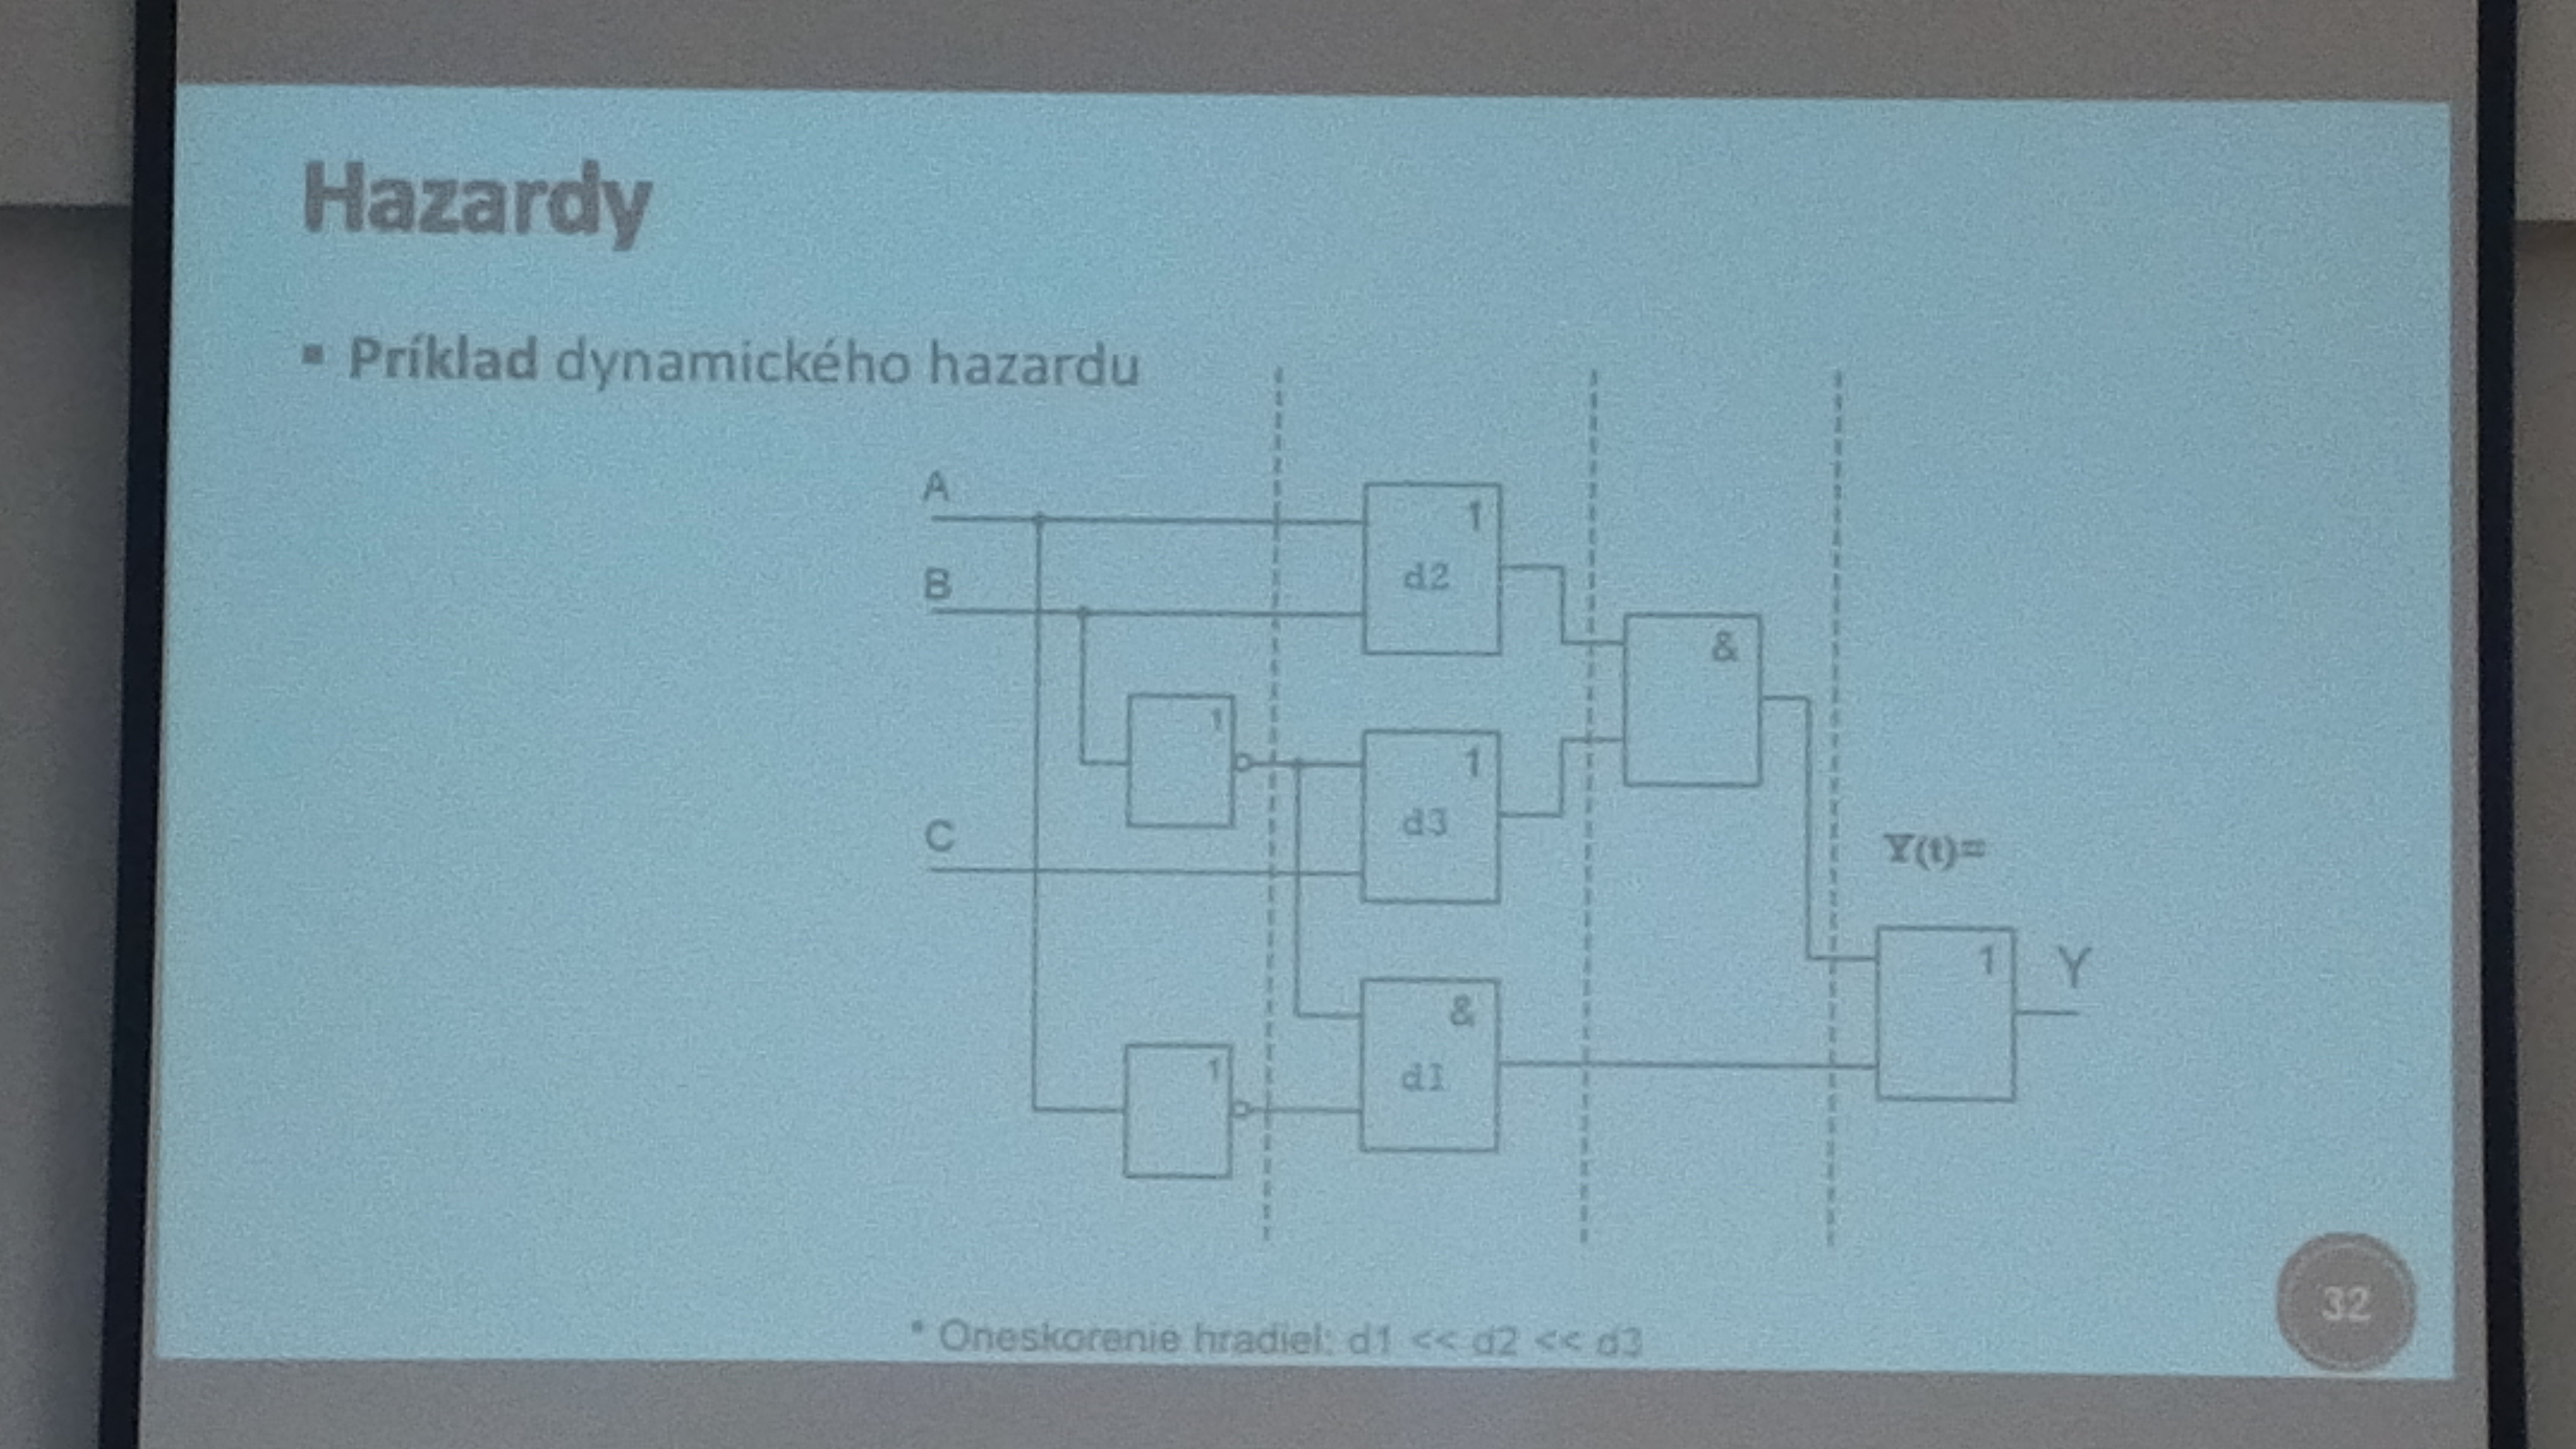 Hazardy
▪ Príklad dynamického hazardu
A
1
d2
B
&
1
1
d3
C
Y(t)=
1
Y
&
d1
1
32
* Oneskorenie hradiel: d1 << d2 << d3